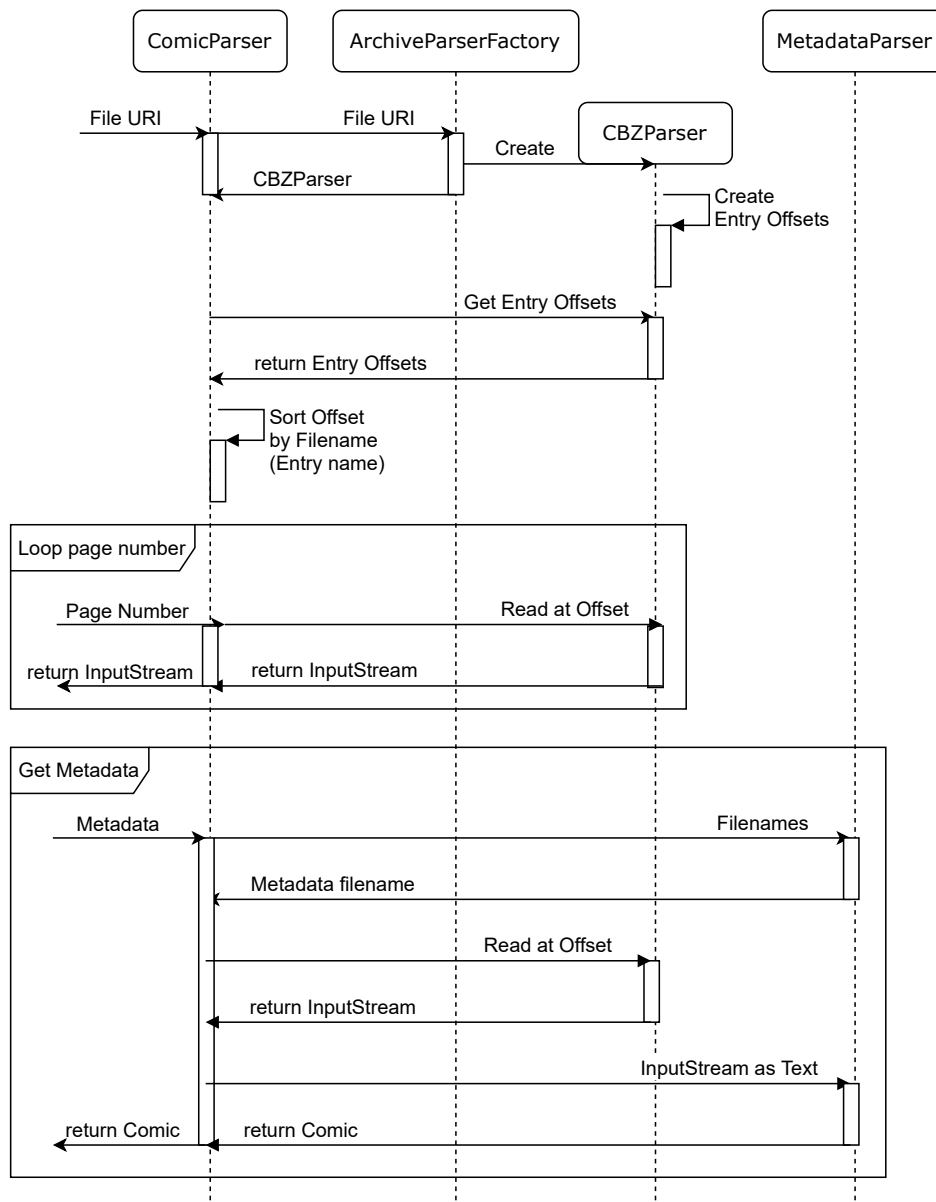 ComicParser
ArchiveParserFactory
MetadataParser
CBZParser
File URI
File URI
Create
CBZParser
Create
Entry Offsets
Get Entry Offsets
return Entry Offsets
Sort Offset
by Filename
(Entry name)
Loop page number
Page Number
Read at Offset
return InputStream
return InputStream
Get Metadata
Metadata
Filenames
Metadata filename
Read at Offset
return InputStream
InputStream as Text
return Comic
return Comic